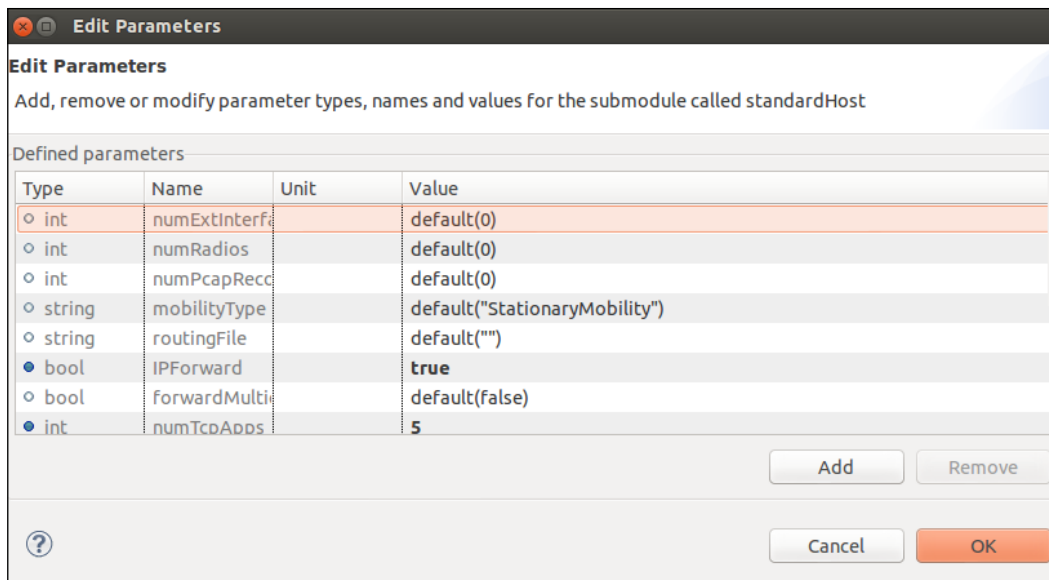 Edit Parameters
Edit Parameters
Add, remove or modify parameter types, names and values for the submodule called standardHost
Defined parameters
Type Name Unit Value
int numExtInterfa default(0)
int numRadios default(0)
int numPcapReco default(0)
string mobilityType default("StationaryMobility")
string routingFile default("")
bool IPForward true
bool forwardMulti default(false)
int numTcpApps 5
Add Remove
? Cancel OK